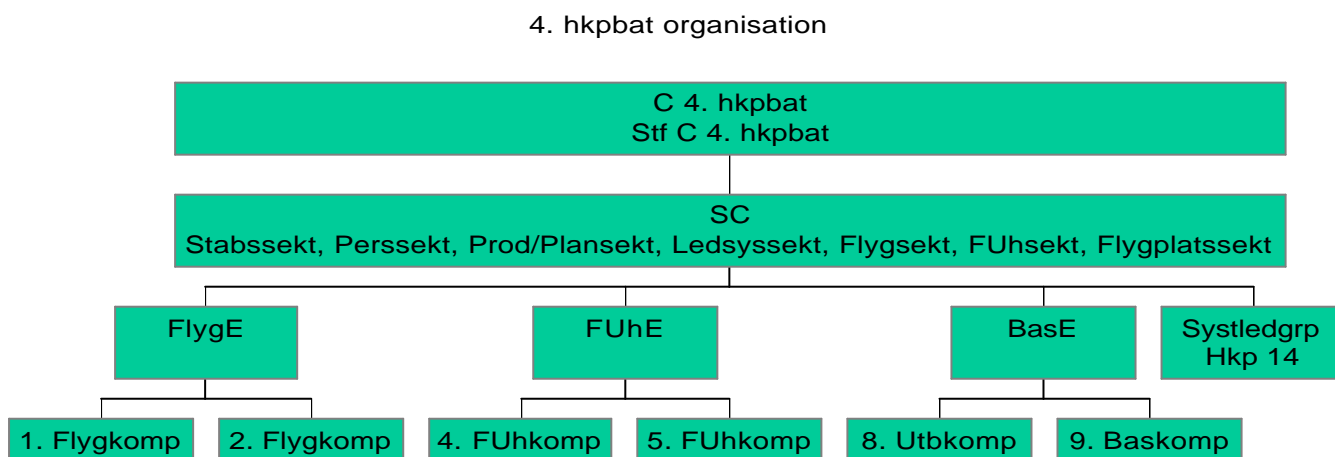 4. hkpbat organisation
C 4. hkpbat
Stf C 4. hkpbat
SC
Stabssekt, Perssekt, Prod/Plansekt, Ledsyssekt, Flygsekt, FUhsekt, Flygplatssekt
FlygE
FUhE
BasE
Systledgrp
Hkp 14
1. Flygkomp
2. Flygkomp
4. FUhkomp
5. FUhkomp
8. Utbkomp
9. Baskomp